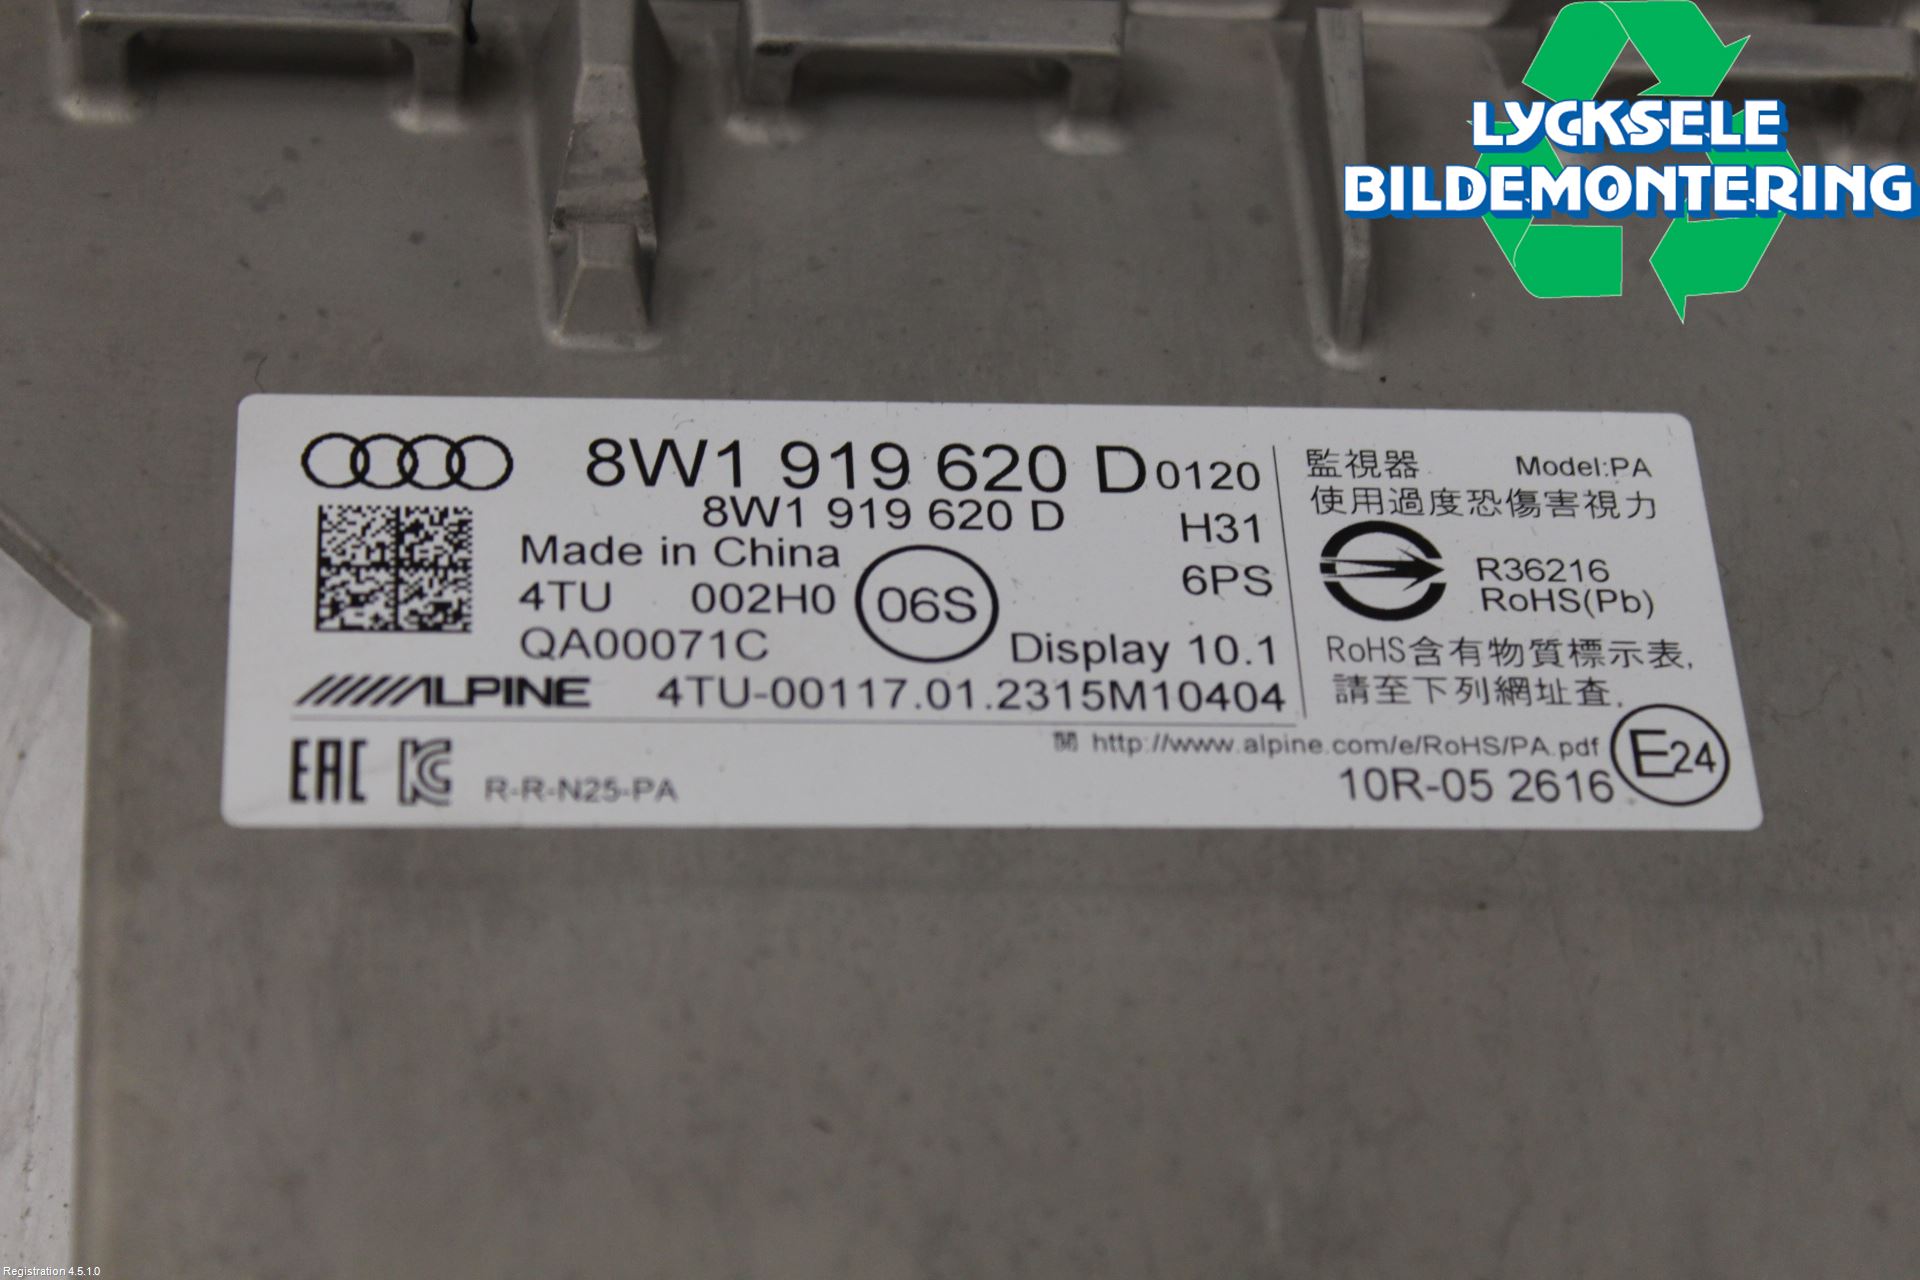 LYCKSELE
BILDEMONTERING
8W1 919 620 D 0120
8W1 919 620 D
H31
Made in China
6PS
4TU 002H0
06S
QA00071C
Display 10.1
ALPINE 4TU-00117.01.2315M10404
監視器 Model:PA
使用過度恐傷害視力
R36216
RoHS(Pb)
RoHS含有物質標示表,
請至下列網址查.
閱 http://www.alpine.com/e/RoHS/PA.pdf
EAC KC R-R-N25-PA
10R-05 2616 E24
Registration 4.5.1.0